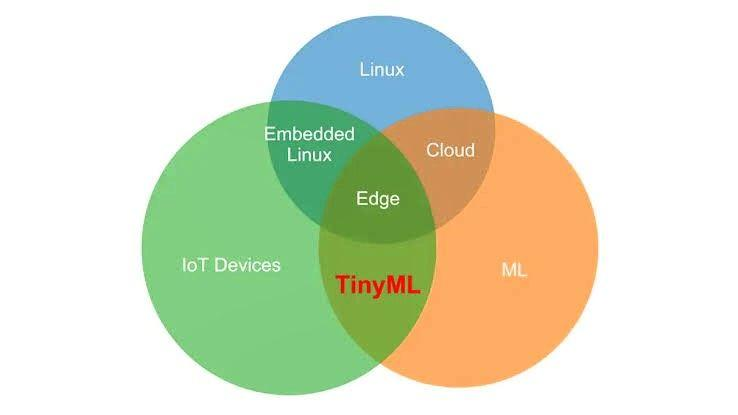 Linux
Embedded
Linux
Cloud
Edge
IoT Devices
TinyML
ML